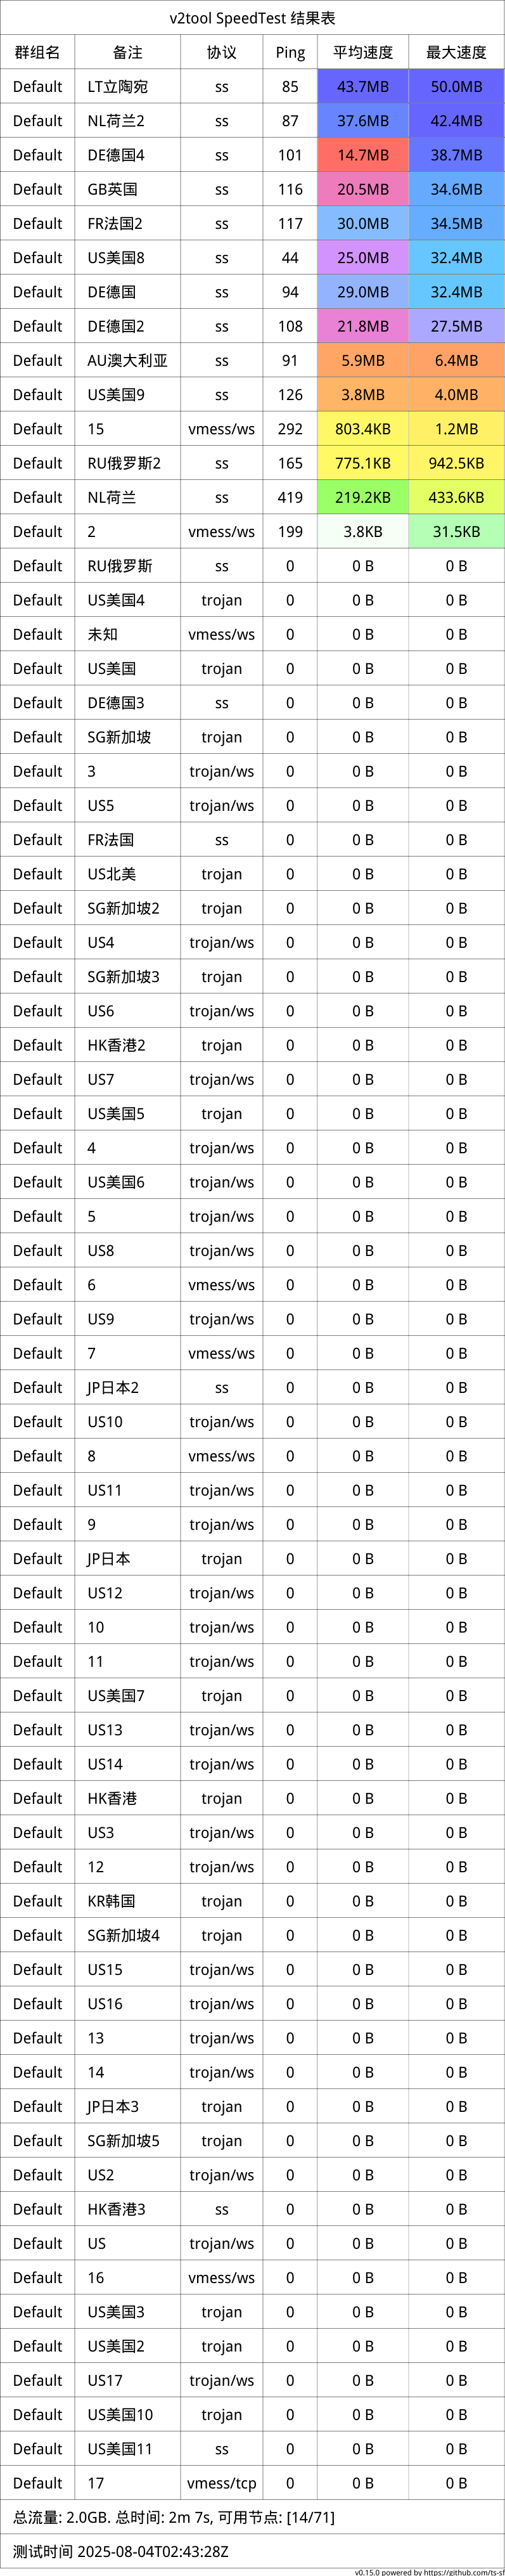 v2tool SpeedTest 结果表
群组名 备注 协议 Ping 平均速度 最大速度
Default LT立陶宛 ss 85 43.7MB 50.0MB
Default NL荷兰2 ss 87 37.6MB 42.4MB
Default DE德国4 ss 101 14.7MB 38.7MB
Default GB英国 ss 116 20.5MB 34.6MB
Default FR法国2 ss 117 30.0MB 34.5MB
Default US美国8 ss 44 25.0MB 32.4MB
Default DE德国 ss 94 29.0MB 32.4MB
Default DE德国2 ss 108 21.8MB 27.5MB
Default AU澳大利亚 ss 91 5.9MB 6.4MB
Default US美国9 ss 126 3.8MB 4.0MB
Default 15 vmess/ws 292 803.4KB 1.2MB
Default RU俄罗斯2 ss 165 775.1KB 942.5KB
Default NL荷兰 ss 419 219.2KB 433.6KB
Default 2 vmess/ws 199 3.8KB 31.5KB
Default RU俄罗斯 ss 0 0 B 0 B
Default US美国4 trojan 0 0 B 0 B
Default 未知 vmess/ws 0 0 B 0 B
Default US美国 trojan 0 0 B 0 B
Default DE德国3 ss 0 0 B 0 B
Default SG新加坡 trojan 0 0 B 0 B
Default 3 trojan/ws 0 0 B 0 B
Default US5 trojan/ws 0 0 B 0 B
Default FR法国 ss 0 0 B 0 B
Default US北美 trojan 0 0 B 0 B
Default SG新加坡2 trojan 0 0 B 0 B
Default US4 trojan/ws 0 0 B 0 B
Default SG新加坡3 trojan 0 0 B 0 B
Default US6 trojan/ws 0 0 B 0 B
Default HK香港2 trojan 0 0 B 0 B
Default US7 trojan/ws 0 0 B 0 B
Default US美国5 trojan 0 0 B 0 B
Default 4 trojan/ws 0 0 B 0 B
Default US美国6 trojan/ws 0 0 B 0 B
Default 5 trojan/ws 0 0 B 0 B
Default US8 trojan/ws 0 0 B 0 B
Default 6 vmess/ws 0 0 B 0 B
Default US9 trojan/ws 0 0 B 0 B
Default 7 vmess/ws 0 0 B 0 B
Default JP日本2 ss 0 0 B 0 B
Default US10 trojan/ws 0 0 B 0 B
Default 8 vmess/ws 0 0 B 0 B
Default US11 trojan/ws 0 0 B 0 B
Default 9 trojan/ws 0 0 B 0 B
Default JP日本 trojan 0 0 B 0 B
Default US12 trojan/ws 0 0 B 0 B
Default 10 trojan/ws 0 0 B 0 B
Default 11 trojan/ws 0 0 B 0 B
Default US美国7 trojan 0 0 B 0 B
Default US13 trojan/ws 0 0 B 0 B
Default US14 trojan/ws 0 0 B 0 B
Default HK香港 trojan 0 0 B 0 B
Default US3 trojan/ws 0 0 B 0 B
Default 12 trojan/ws 0 0 B 0 B
Default KR韩国 trojan 0 0 B 0 B
Default SG新加坡4 trojan 0 0 B 0 B
Default US15 trojan/ws 0 0 B 0 B
Default US16 trojan/ws 0 0 B 0 B
Default 13 trojan/ws 0 0 B 0 B
Default 14 trojan/ws 0 0 B 0 B
Default JP日本3 trojan 0 0 B 0 B
Default SG新加坡5 trojan 0 0 B 0 B
Default US2 trojan/ws 0 0 B 0 B
Default HK香港3 ss 0 0 B 0 B
Default US trojan/ws 0 0 B 0 B
Default 16 vmess/ws 0 0 B 0 B
Default US美国3 trojan 0 0 B 0 B
Default US美国2 trojan 0 0 B 0 B
Default US17 trojan/ws 0 0 B 0 B
Default US美国10 trojan 0 0 B 0 B
Default US美国11 ss 0 0 B 0 B
Default 17 vmess/tcp 0 0 B 0 B
总流量: 2.0GB. 总时间: 2m 7s, 可用节点: [14/71]
测试时间 2025-08-04T02:43:28Z
v0.15.0 powered by https://github.com/ts-sf